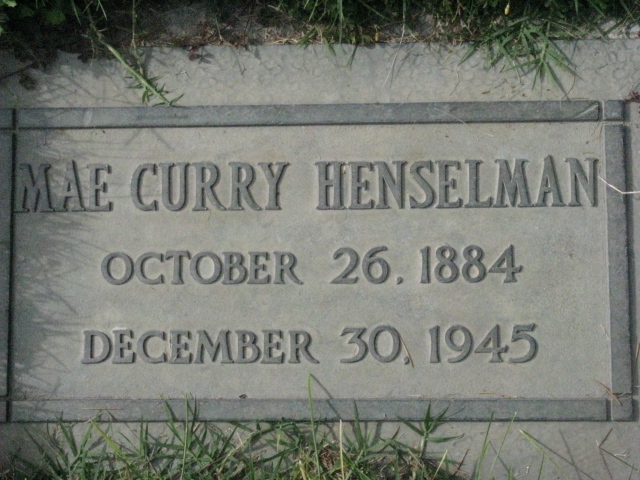 MAE CURRY HENSELMAN
OCTOBER 26, 1884
DECEMBER 30, 1945